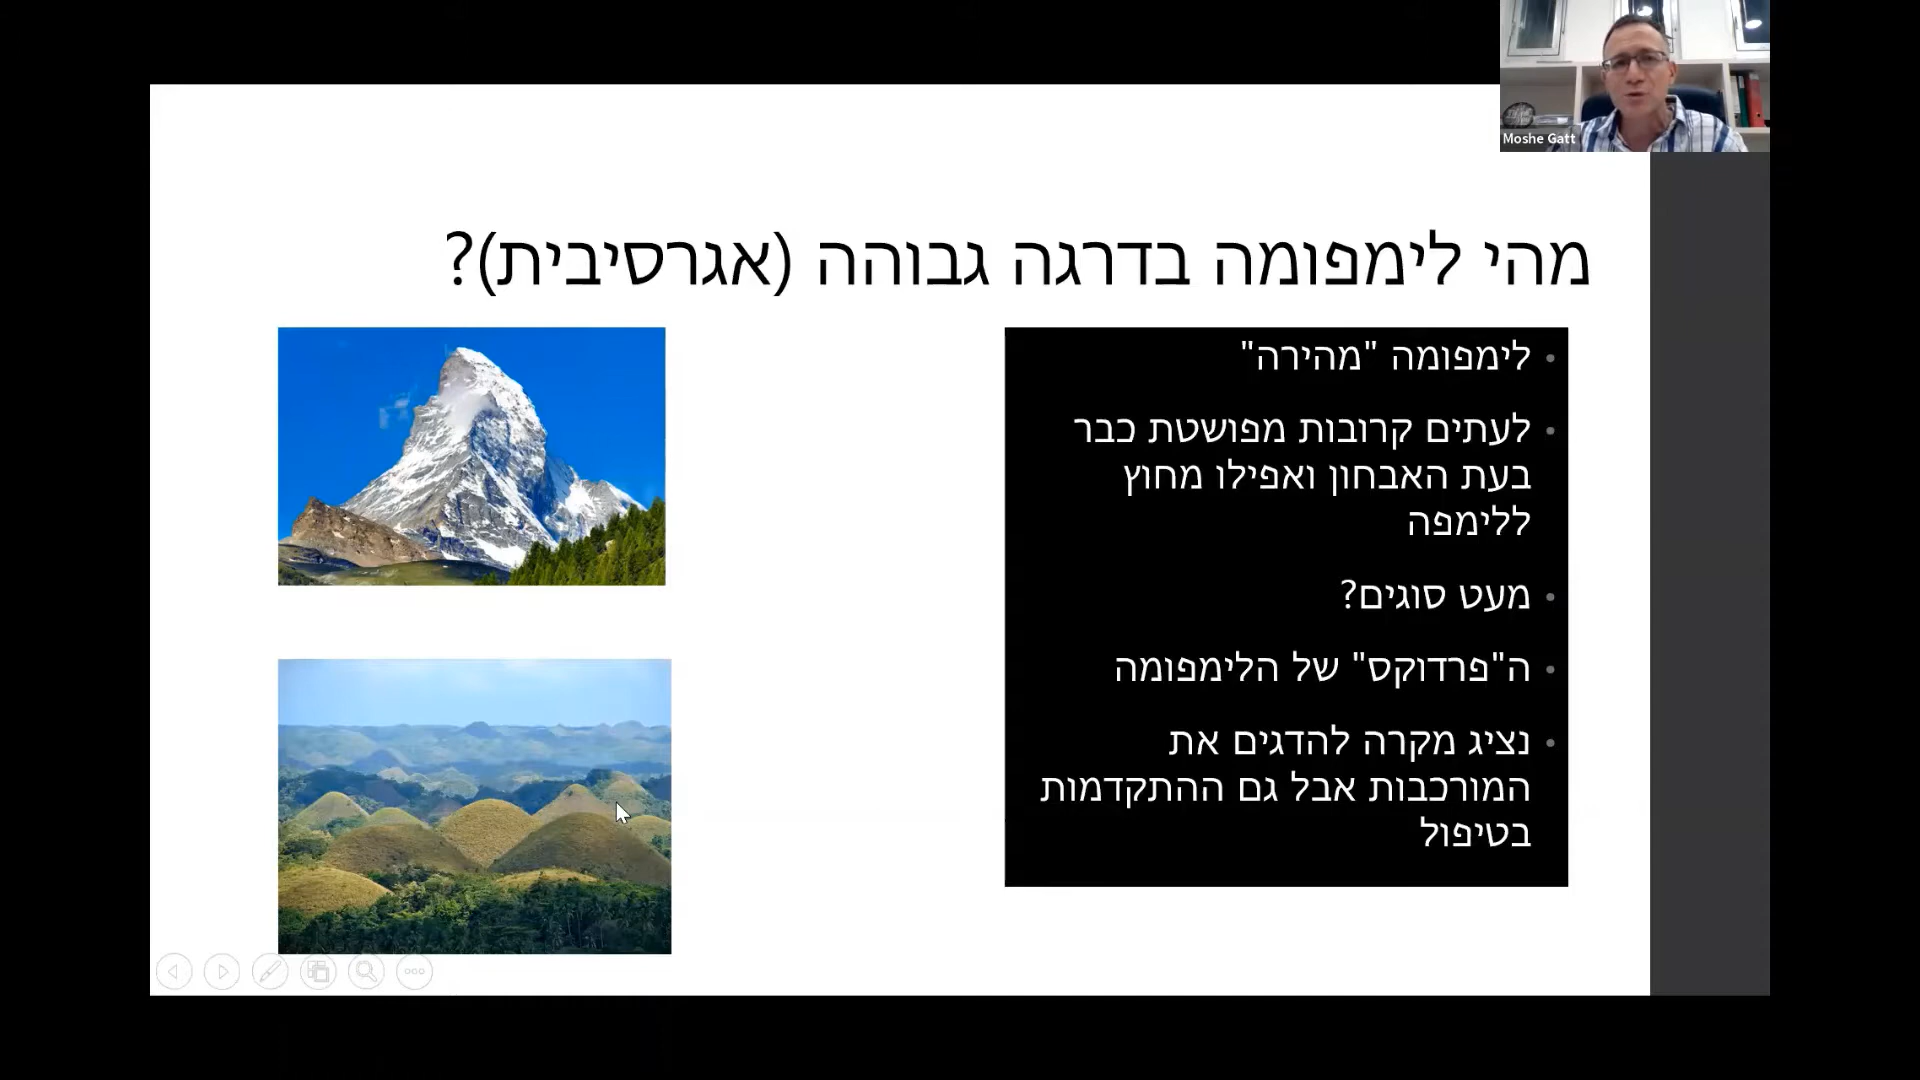 Moshe Gatt
מהי לימפומה בדרגה גבוהה (אגרסיבית)?
• לימפומה "מהירה"
• לעתים קרובות מפושטת כבר
בעת האבחון ואפילו מחוץ
ללימפה
• מעט סוגים?
• ה"פרדוקס" של הלימפומה
• נציג מקרה להדגים את
המורכבות אבל גם ההתקדמות
בטיפול